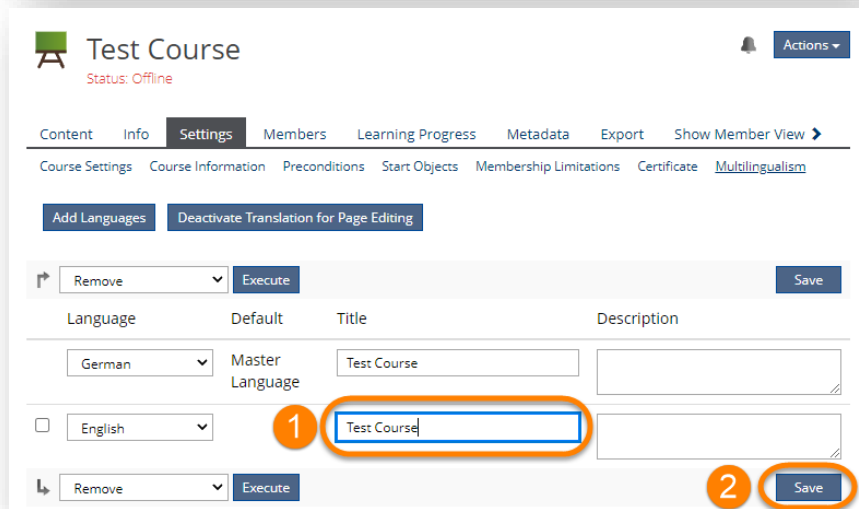 Test Course
Actions
Status: Offline
Content Info Settings Members Learning Progress Metadata Export Show Member View
Course Settings Course Information Preconditions Start Objects Membership Limitations Certificate Multilingualism
Add Languages Deactivate Translation for Page Editing
Remove Execute Save
Language Default Title Description
German Master Language Test Course
English 1 Test Course
Remove Execute 2 Save